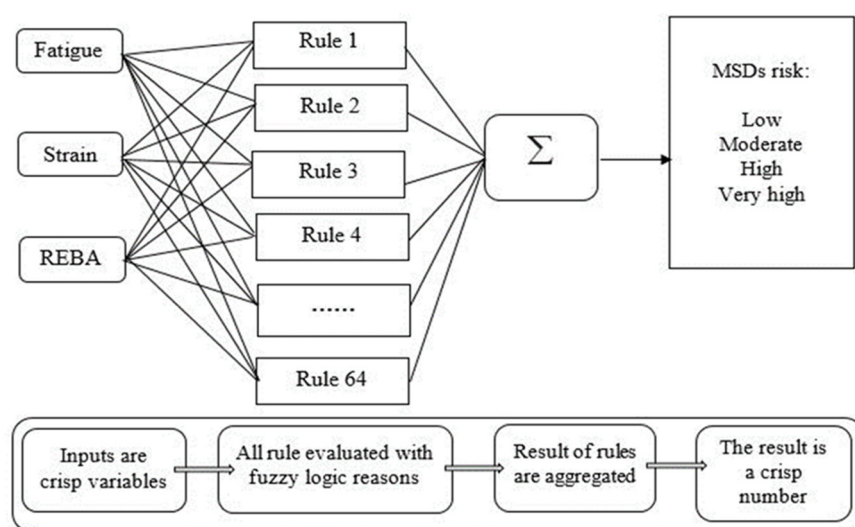 Fatigue
Strain
REBA
Rule 1
Rule 2
Rule 3
Rule 4
......
Rule 64
Σ
MSDs risk:
Low
Moderate
High
Very high
Inputs are
crisp variables
All rule evaluated with
fuzzy logic reasons
Result of rules
are aggregated
The result is
a crisp
number